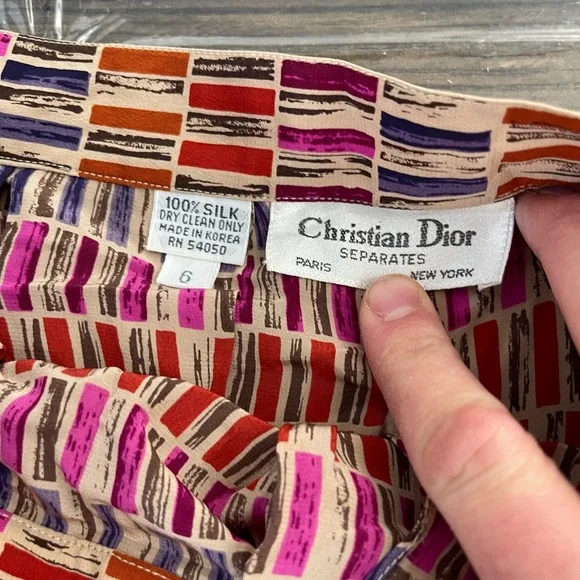 100% SILK
DRY CLEAN ONLY
MADE IN KOREA
RN 54050
6
Christian Dior
SEPARATES
PARIS NEW YORK